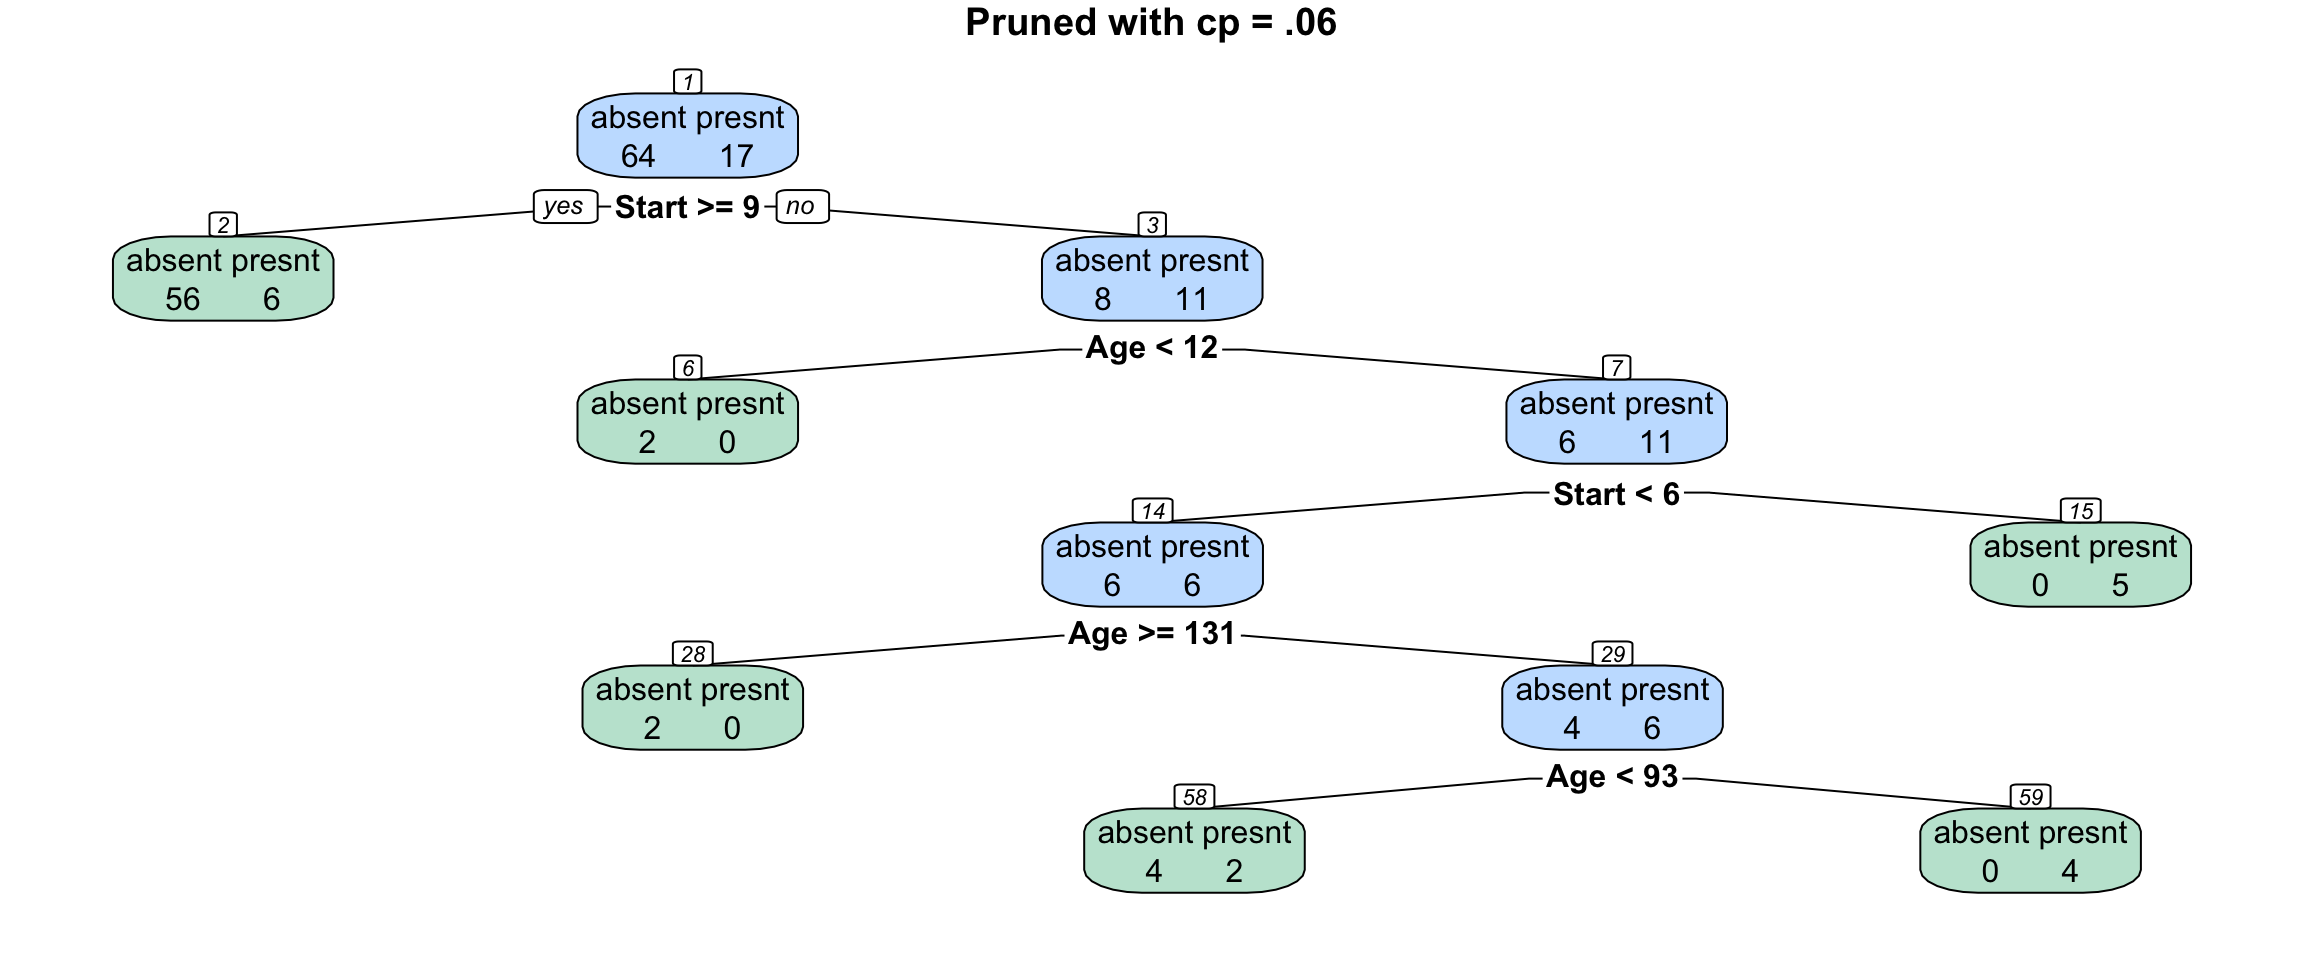 Pruned with cp = .06
1
absent presnt
64 17
yes Start >= 9 no
2
absent presnt
56 6
3
absent presnt
8 11
Age < 12
6
absent presnt
2 0
7
absent presnt
6 11
Start < 6
14
absent presnt
6 6
15
absent presnt
0 5
Age >= 131
28
absent presnt
2 0
29
absent presnt
4 6
Age < 93
58
absent presnt
4 2
59
absent presnt
0 4